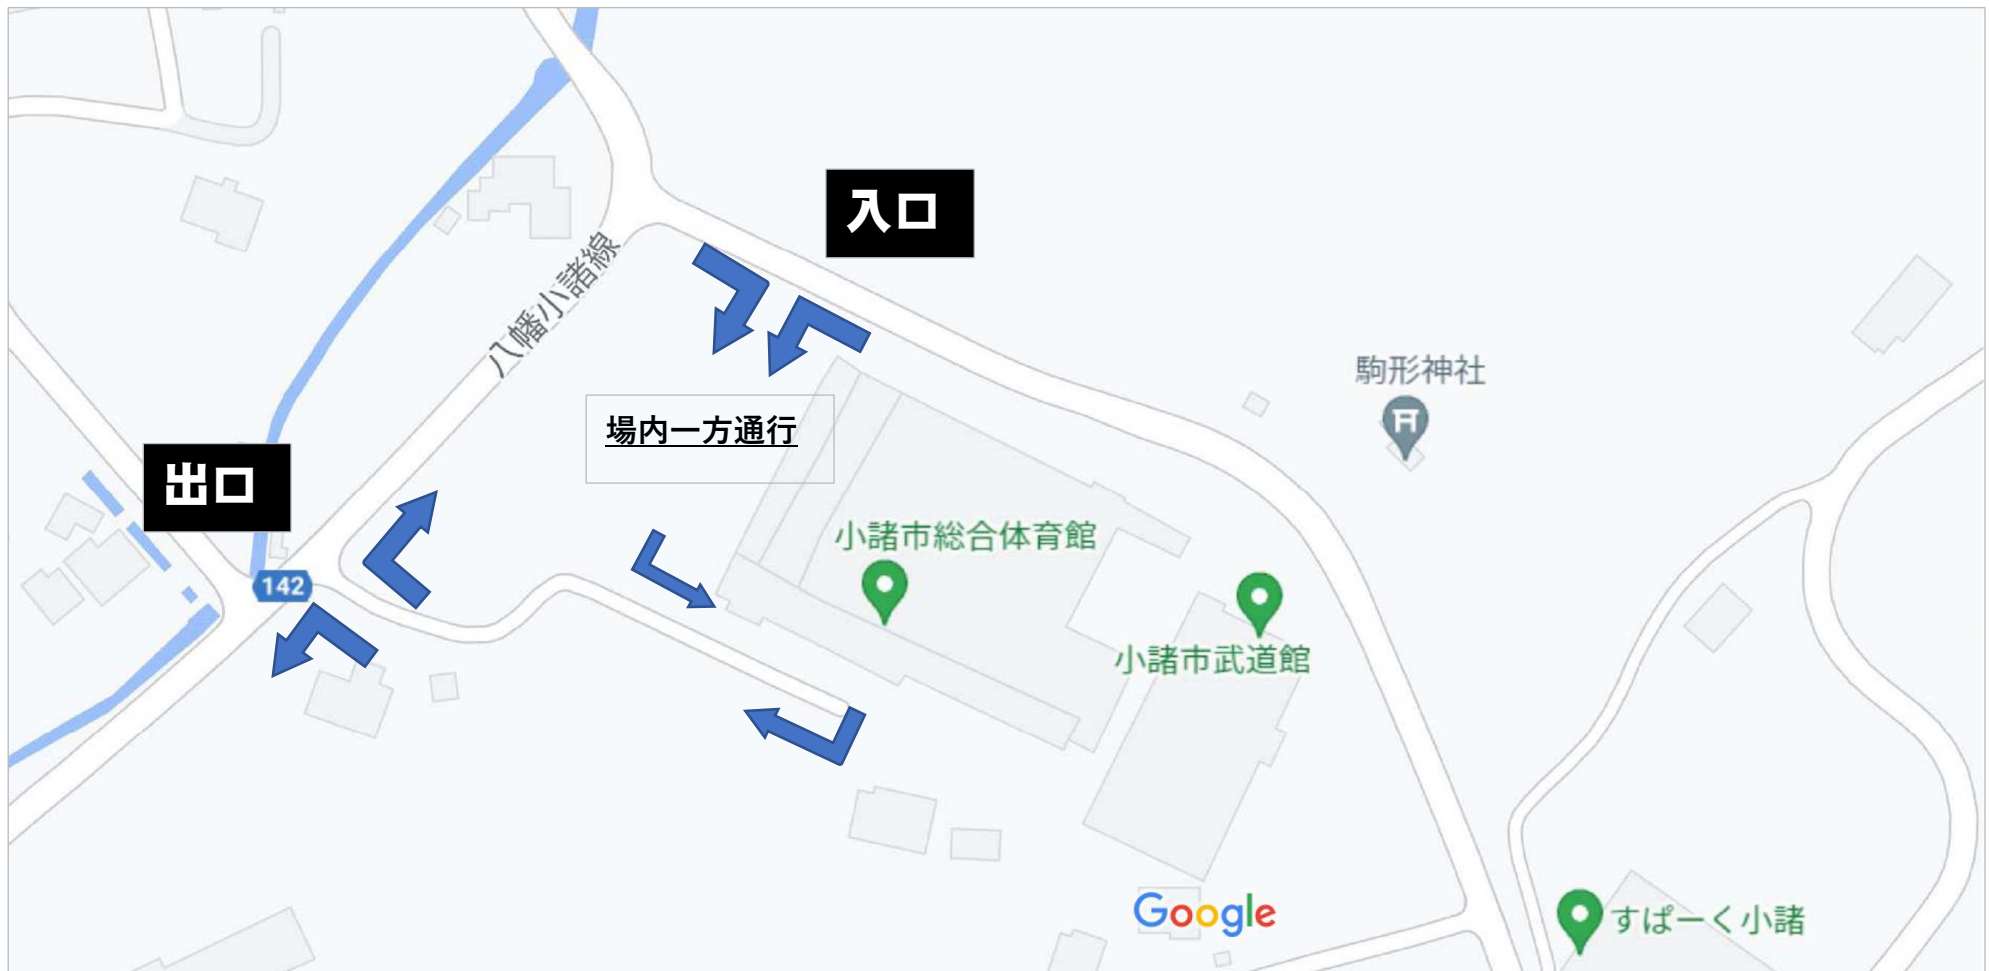 入口
八幡小諸線
駒形神社
場内一方通行
出口
小諸市総合体育館
142
小諸市武道館
Google
すぱーく小諸